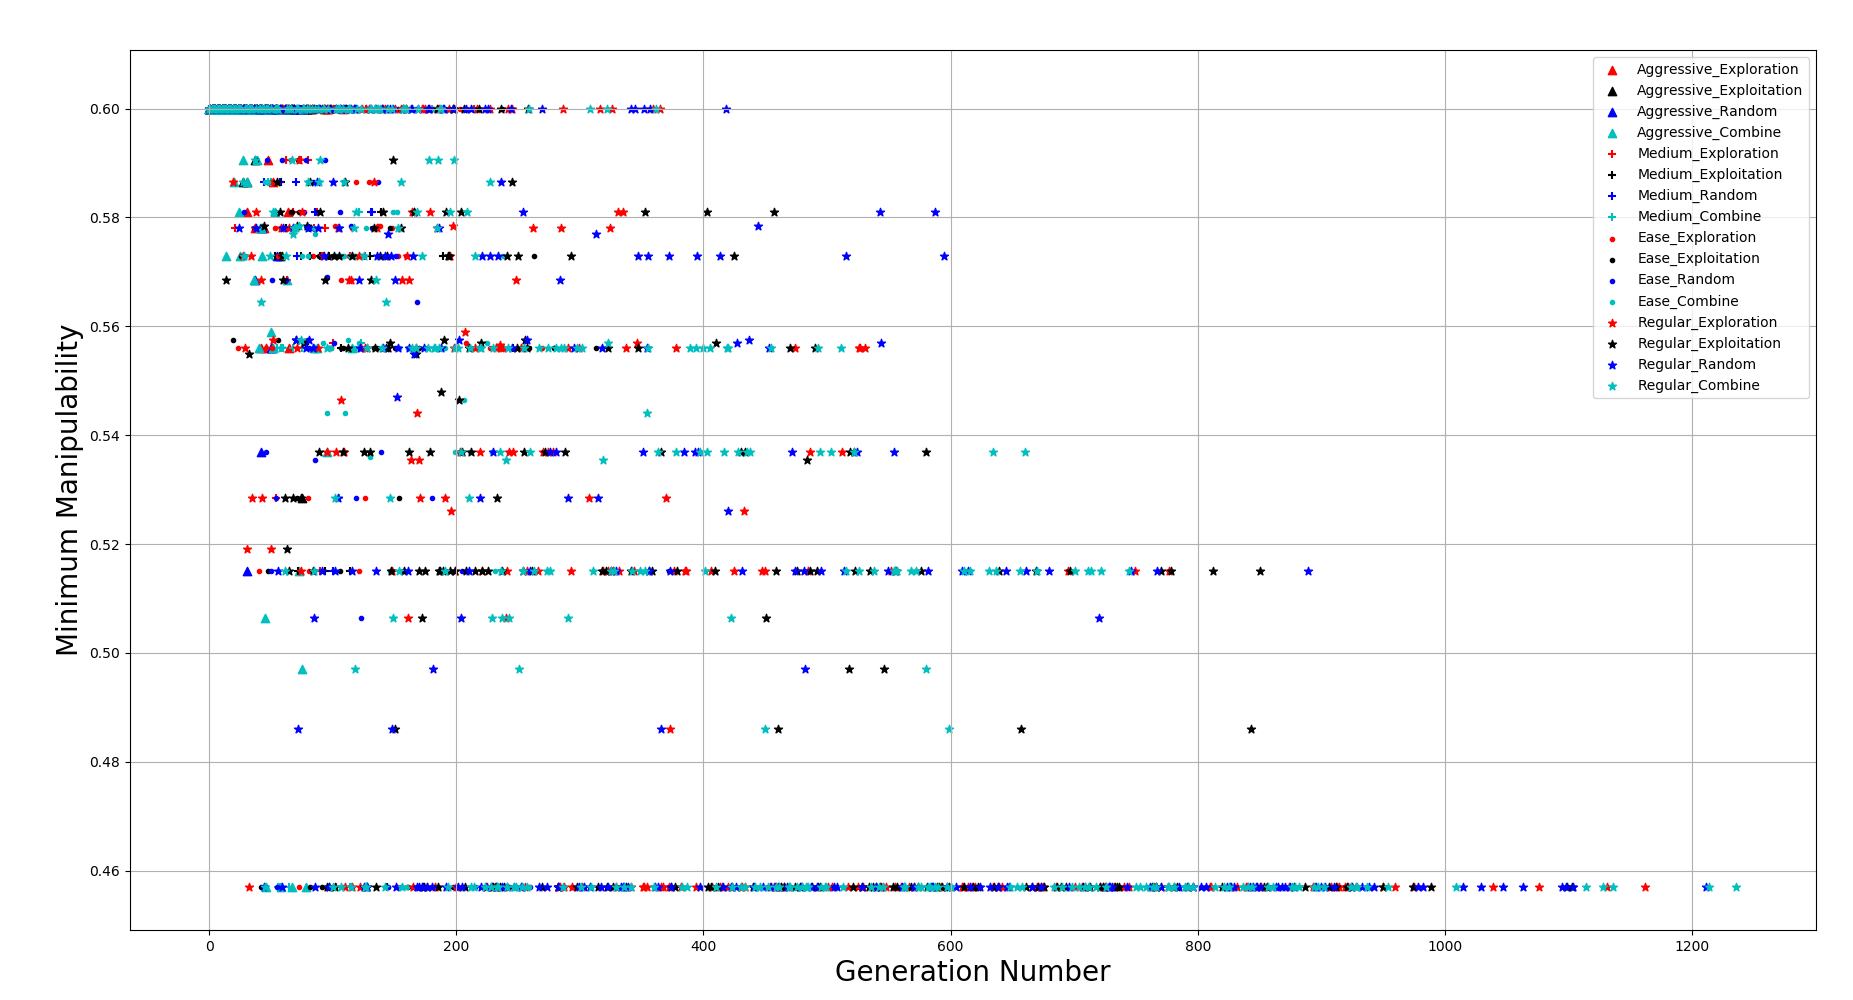 0.60
0.58
0.56
0.54
0.52
0.50
0.48
0.46
Minimum Manipulability
0 200 400 600 800 1000 1200
Generation Number
Aggressive_Exploration
Aggressive_Exploitation
Aggressive_Random
Aggressive_Combine
Medium_Exploration
Medium_Exploitation
Medium_Random
Medium_Combine
Ease_Exploration
Ease_Exploitation
Ease_Random
Ease_Combine
Regular_Exploration
Regular_Exploitation
Regular_Random
Regular_Combine